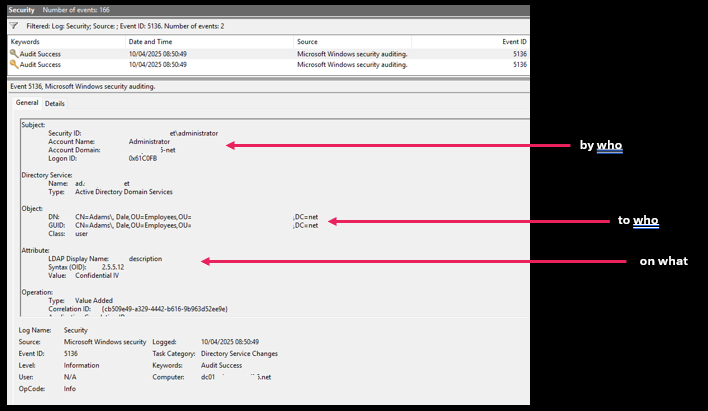 Security Number of events: 166
Filtered: Log: Security; Source: ; Event ID: 5136. Number of events: 2
Keywords Date and Time Source Event ID
Audit Success 10/04/2025 08:50:49 Microsoft Windows security auditing. 5136
Audit Success 10/04/2025 08:50:49 Microsoft Windows security auditing. 5136
Event 5136, Microsoft Windows security auditing.
General Details
Subject:
Security ID: et\administrator
Account Name: Administrator
Account Domain: -net
Logon ID: 0x61C0FB
by who
Directory Service:
Name: ad. et
Type: Active Directory Domain Services
Object:
DN: CN=Adams\, Dale,OU=Employees,OU= ,DC=net
GUID: CN=Adams\, Dale,OU=Employees,OU= ,DC=net
Class: user
to who
Attribute:
LDAP Display Name: description
Syntax (OID): 2.5.5.12
Value: Confidential IV
on what
Operation:
Type: Value Added
Correlation ID: {cb509e49-a329-4442-b616-9b963d52ee9e}
Log Name: Security
Source: Microsoft Windows security Logged: 10/04/2025 08:50:49
Event ID: 5136 Task Category: Directory Service Changes
Level: Information Keywords: Audit Success
User: N/A Computer: dc01 .net
OpCode: Info